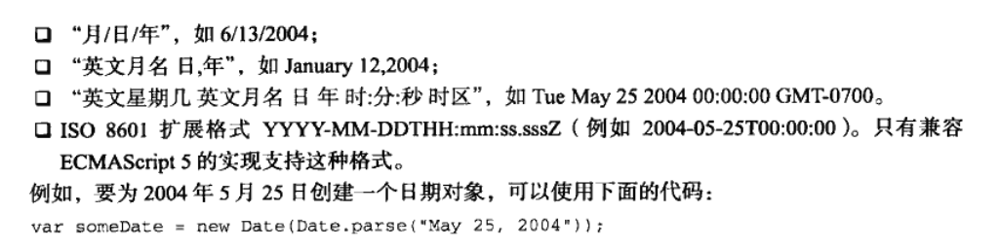 ❑ “月/日/年”，如 6/13/2004；
❑ “英文月名 日,年”，如 January 12,2004；
❑ “英文星期几 英文月名 日 年 时:分:秒 时区”，如 Tue May 25 2004 00:00:00 GMT-0700。
❑ ISO 8601 扩展格式 YYYY-MM-DDTHH:mm:ss.sssZ（例如 2004-05-25T00:00:00）。只有兼容
ECMAScript 5 的实现支持这种格式。
例如，要为 2004 年 5 月 25 日创建一个日期对象，可以使用下面的代码：
var someDate = new Date(Date.parse("May 25, 2004"));